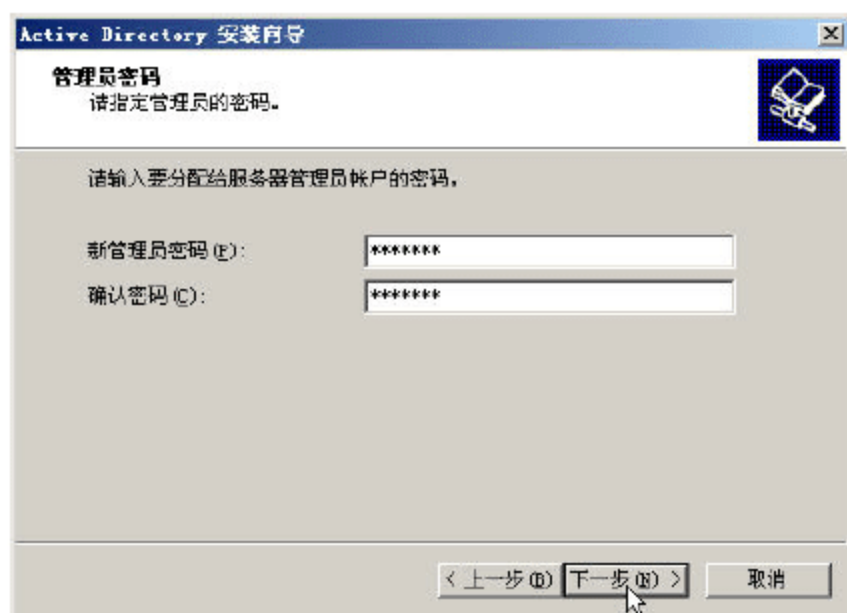 Active Directory 安装向导
管理员密码
请指定管理员的密码。
请输入要分配给服务器管理员帐户的密码。
新管理员密码(P):
*******
确认密码(C):
*******
< 上一步(B) 下一步(N) > 取消